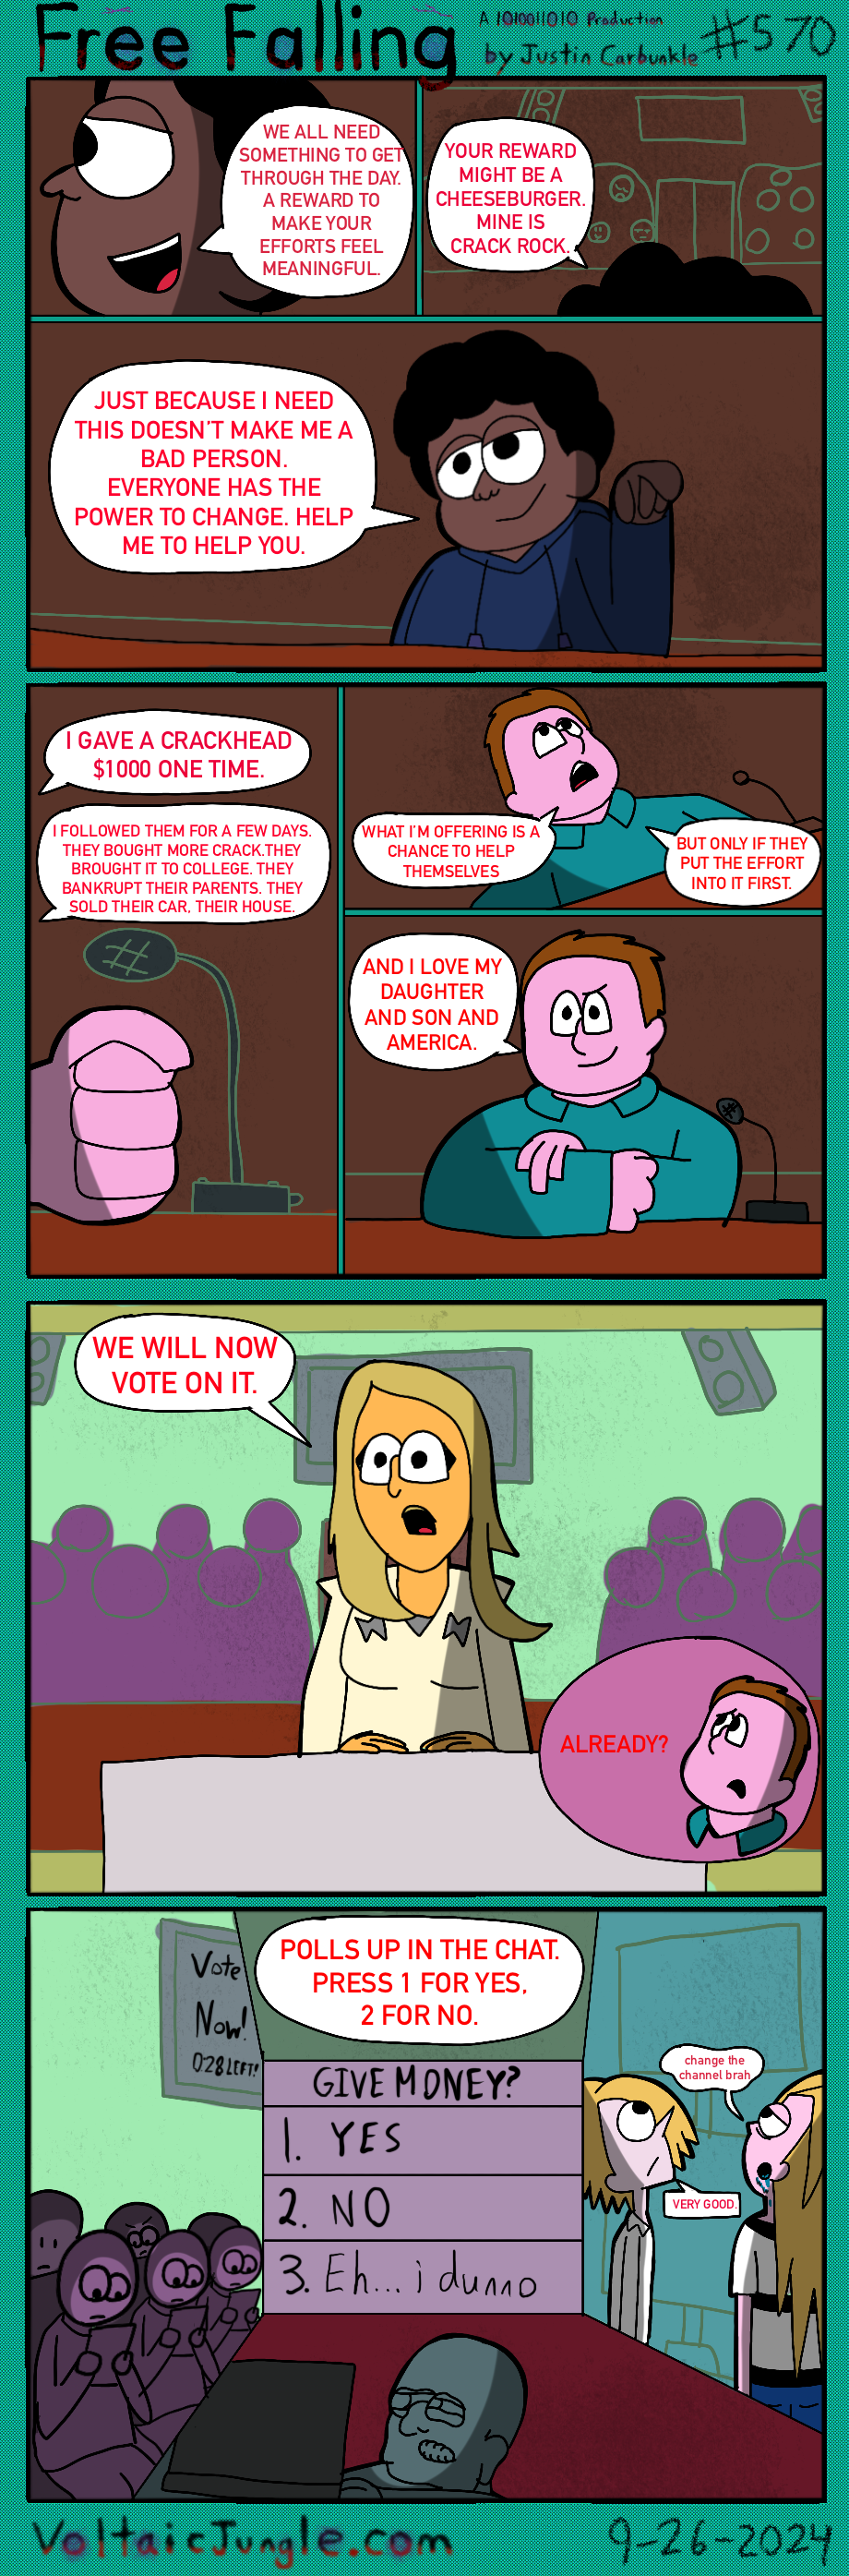 Free Falling
A 1010011010 Production
by Justin Carbunkle
#570
WE ALL NEED
SOMETHING TO GET
THROUGH THE DAY.
A REWARD TO
MAKE YOUR
EFFORTS FEEL
MEANINGFUL.
YOUR REWARD
MIGHT BE A
CHEESEBURGER.
MINE IS
CRACK ROCK.
JUST BECAUSE I NEED
THIS DOESN'T MAKE ME A
BAD PERSON.
EVERYONE HAS THE
POWER TO CHANGE. HELP
ME TO HELP YOU.
I GAVE A CRACKHEAD
$1000 ONE TIME.
I FOLLOWED THEM FOR A FEW DAYS.
THEY BOUGHT MORE CRACK.THEY
BROUGHT IT TO COLLEGE. THEY
BANKRUPT THEIR PARENTS. THEY
SOLD THEIR CAR, THEIR HOUSE.
WHAT I'M OFFERING IS A
CHANCE TO HELP
THEMSELVES
BUT ONLY IF THEY
PUT THE EFFORT
INTO IT FIRST.
AND I LOVE MY
DAUGHTER
AND SON AND
AMERICA.
WE WILL NOW
VOTE ON IT.
ALREADY?
POLLS UP IN THE CHAT.
PRESS 1 FOR YES,
2 FOR NO.
Vote
Now!
0:28 LEFT!
GIVE MONEY?
1. YES
2. NO
3. Eh... i dunno
change the
channel brah
VERY GOOD.
VoltaicJungle.com
9-26-2024